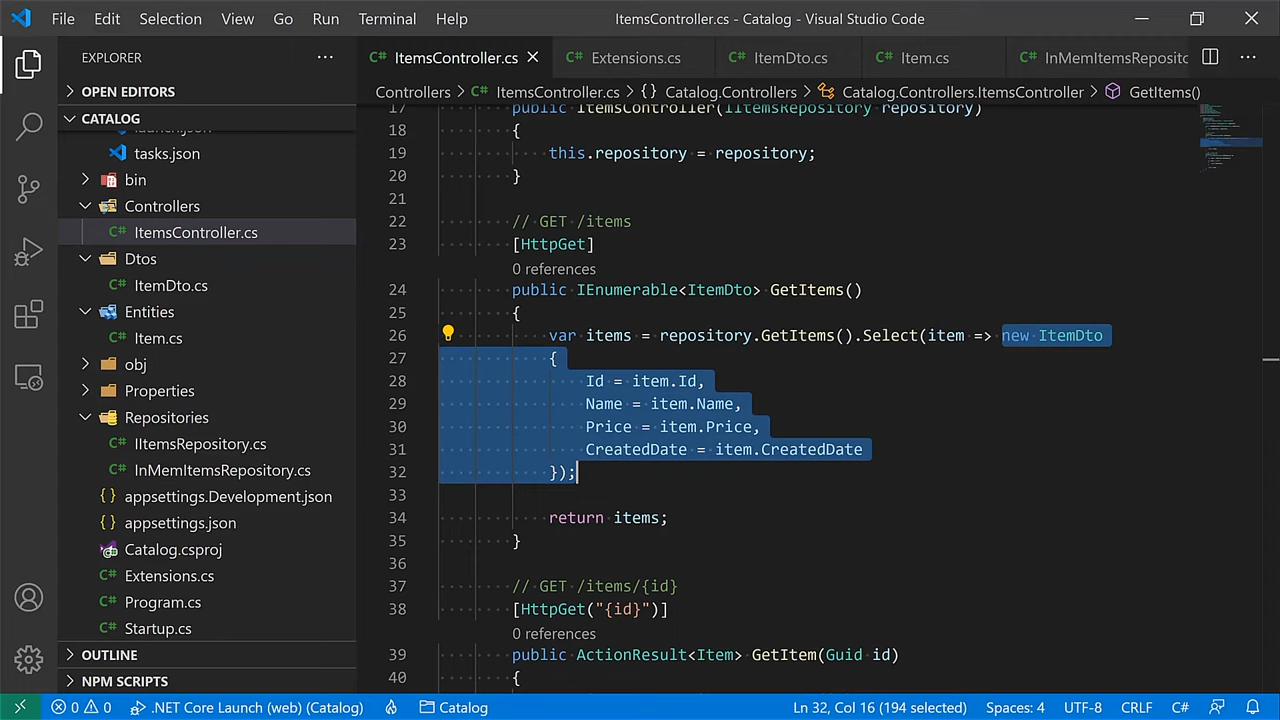 File Edit Selection View Go Run Terminal Help ItemsController.cs - Catalog - Visual Studio Code
EXPLORER
OPEN EDITORS
CATALOG
launch.json
tasks.json
bin
Controllers
ItemsController.cs
Dtos
ItemDto.cs
Entities
Item.cs
obj
Properties
Repositories
IItemsRepository.cs
InMemItemsRepository.cs
appsettings.Development.json
appsettings.json
Catalog.csproj
Extensions.cs
Program.cs
Startup.cs
OUTLINE
NPM SCRIPTS
ItemsController.cs Extensions.cs ItemDto.cs Item.cs InMemItemsReposito
Controllers > ItemsController.cs > {} Catalog.Controllers > Catalog.Controllers.ItemsController > GetItems()
17 public ItemsController(IItemsRepository repository)
18 {
19 this.repository = repository;
20 }
21
22 // GET /items
23 [HttpGet]
0 references
24 public IEnumerable<ItemDto> GetItems()
25 {
26 var items = repository.GetItems().Select(item => new ItemDto
27 {
28 Id = item.Id,
29 Name = item.Name,
30 Price = item.Price,
31 CreatedDate = item.CreatedDate
32 });
33
34 return items;
35 }
36
37 // GET /items/{id}
38 [HttpGet("{id}")]
0 references
39 public ActionResult<Item> GetItem(Guid id)
40 {
0 0 .NET Core Launch (web) (Catalog) Catalog Ln 32, Col 16 (194 selected) Spaces: 4 UTF-8 CRLF C#